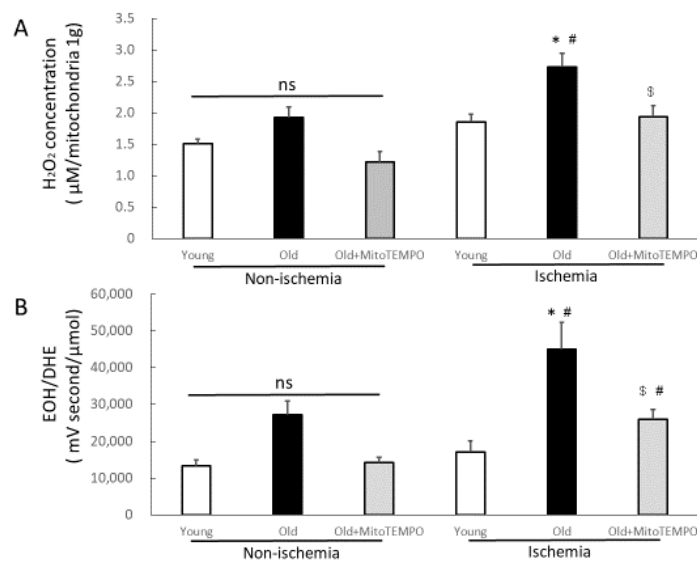 A
H₂O₂ concentration
( μM/mitochondria 1g)
3.5
3.0
2.5
2.0
1.5
1.0
0.5
0
ns
* #
$
Young Old Old+MitoTEMPO Young Old Old+MitoTEMPO
Non-ischemia Ischemia
B
EOH/DHE
( mV second/μmol)
60,000
50,000
40,000
30,000
20,000
10,000
0
ns
* #
$ #
Young Old Old+MitoTEMPO Young Old Old+MitoTEMPO
Non-ischemia Ischemia